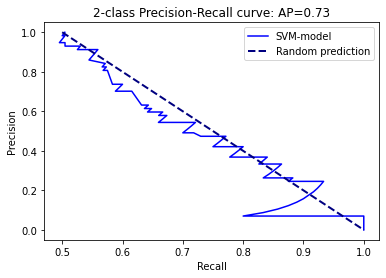 2-class Precision-Recall curve: AP=0.73
SVM-model
Random prediction
Precision
1.0
0.8
0.6
0.4
0.2
0.0
0.5 0.6 0.7 0.8 0.9 1.0
Recall